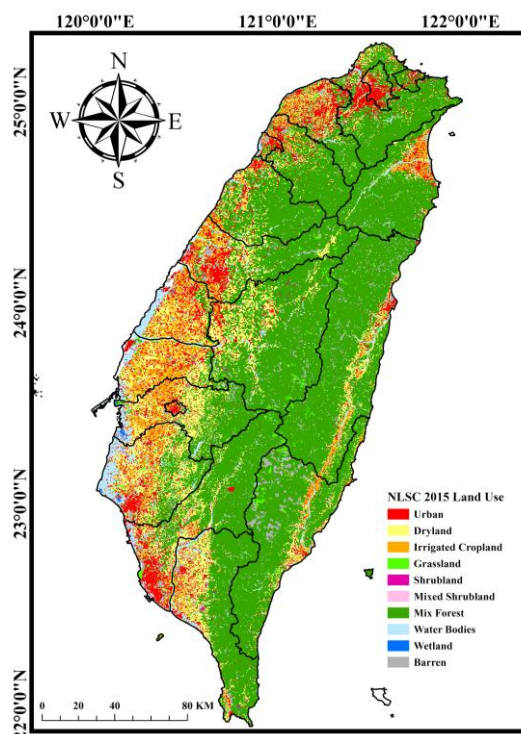 120°0'0"E 121°0'0"E 122°0'0"E
N
W E
S
25°0'0"N
24°0'0"N
23°0'0"N
22°0'0"N
NLSC 2015 Land Use
Urban
Dryland
Irrigated Cropland
Grassland
Shrubland
Mixed Shrubland
Mix Forest
Water Bodies
Wetland
Barren
0 20 40 80 KM